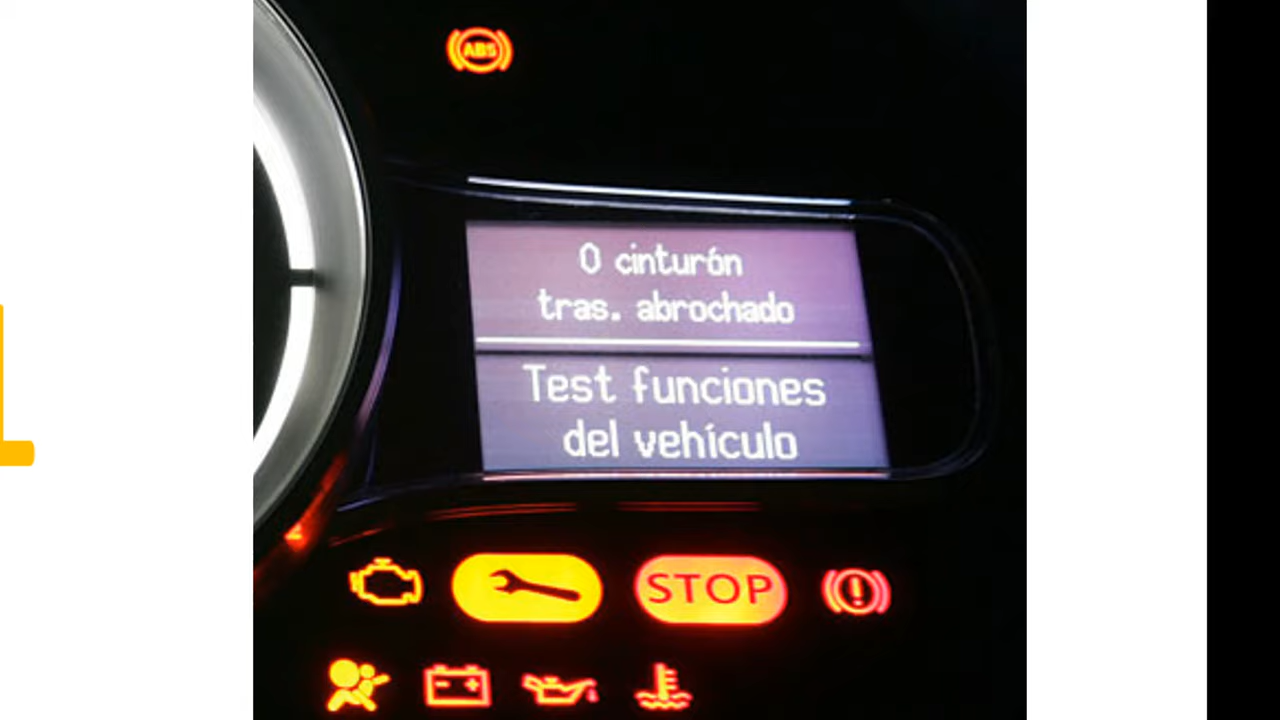 ABS
0 cinturón
tras. abrochado
Test funciones
del vehículo
STOP